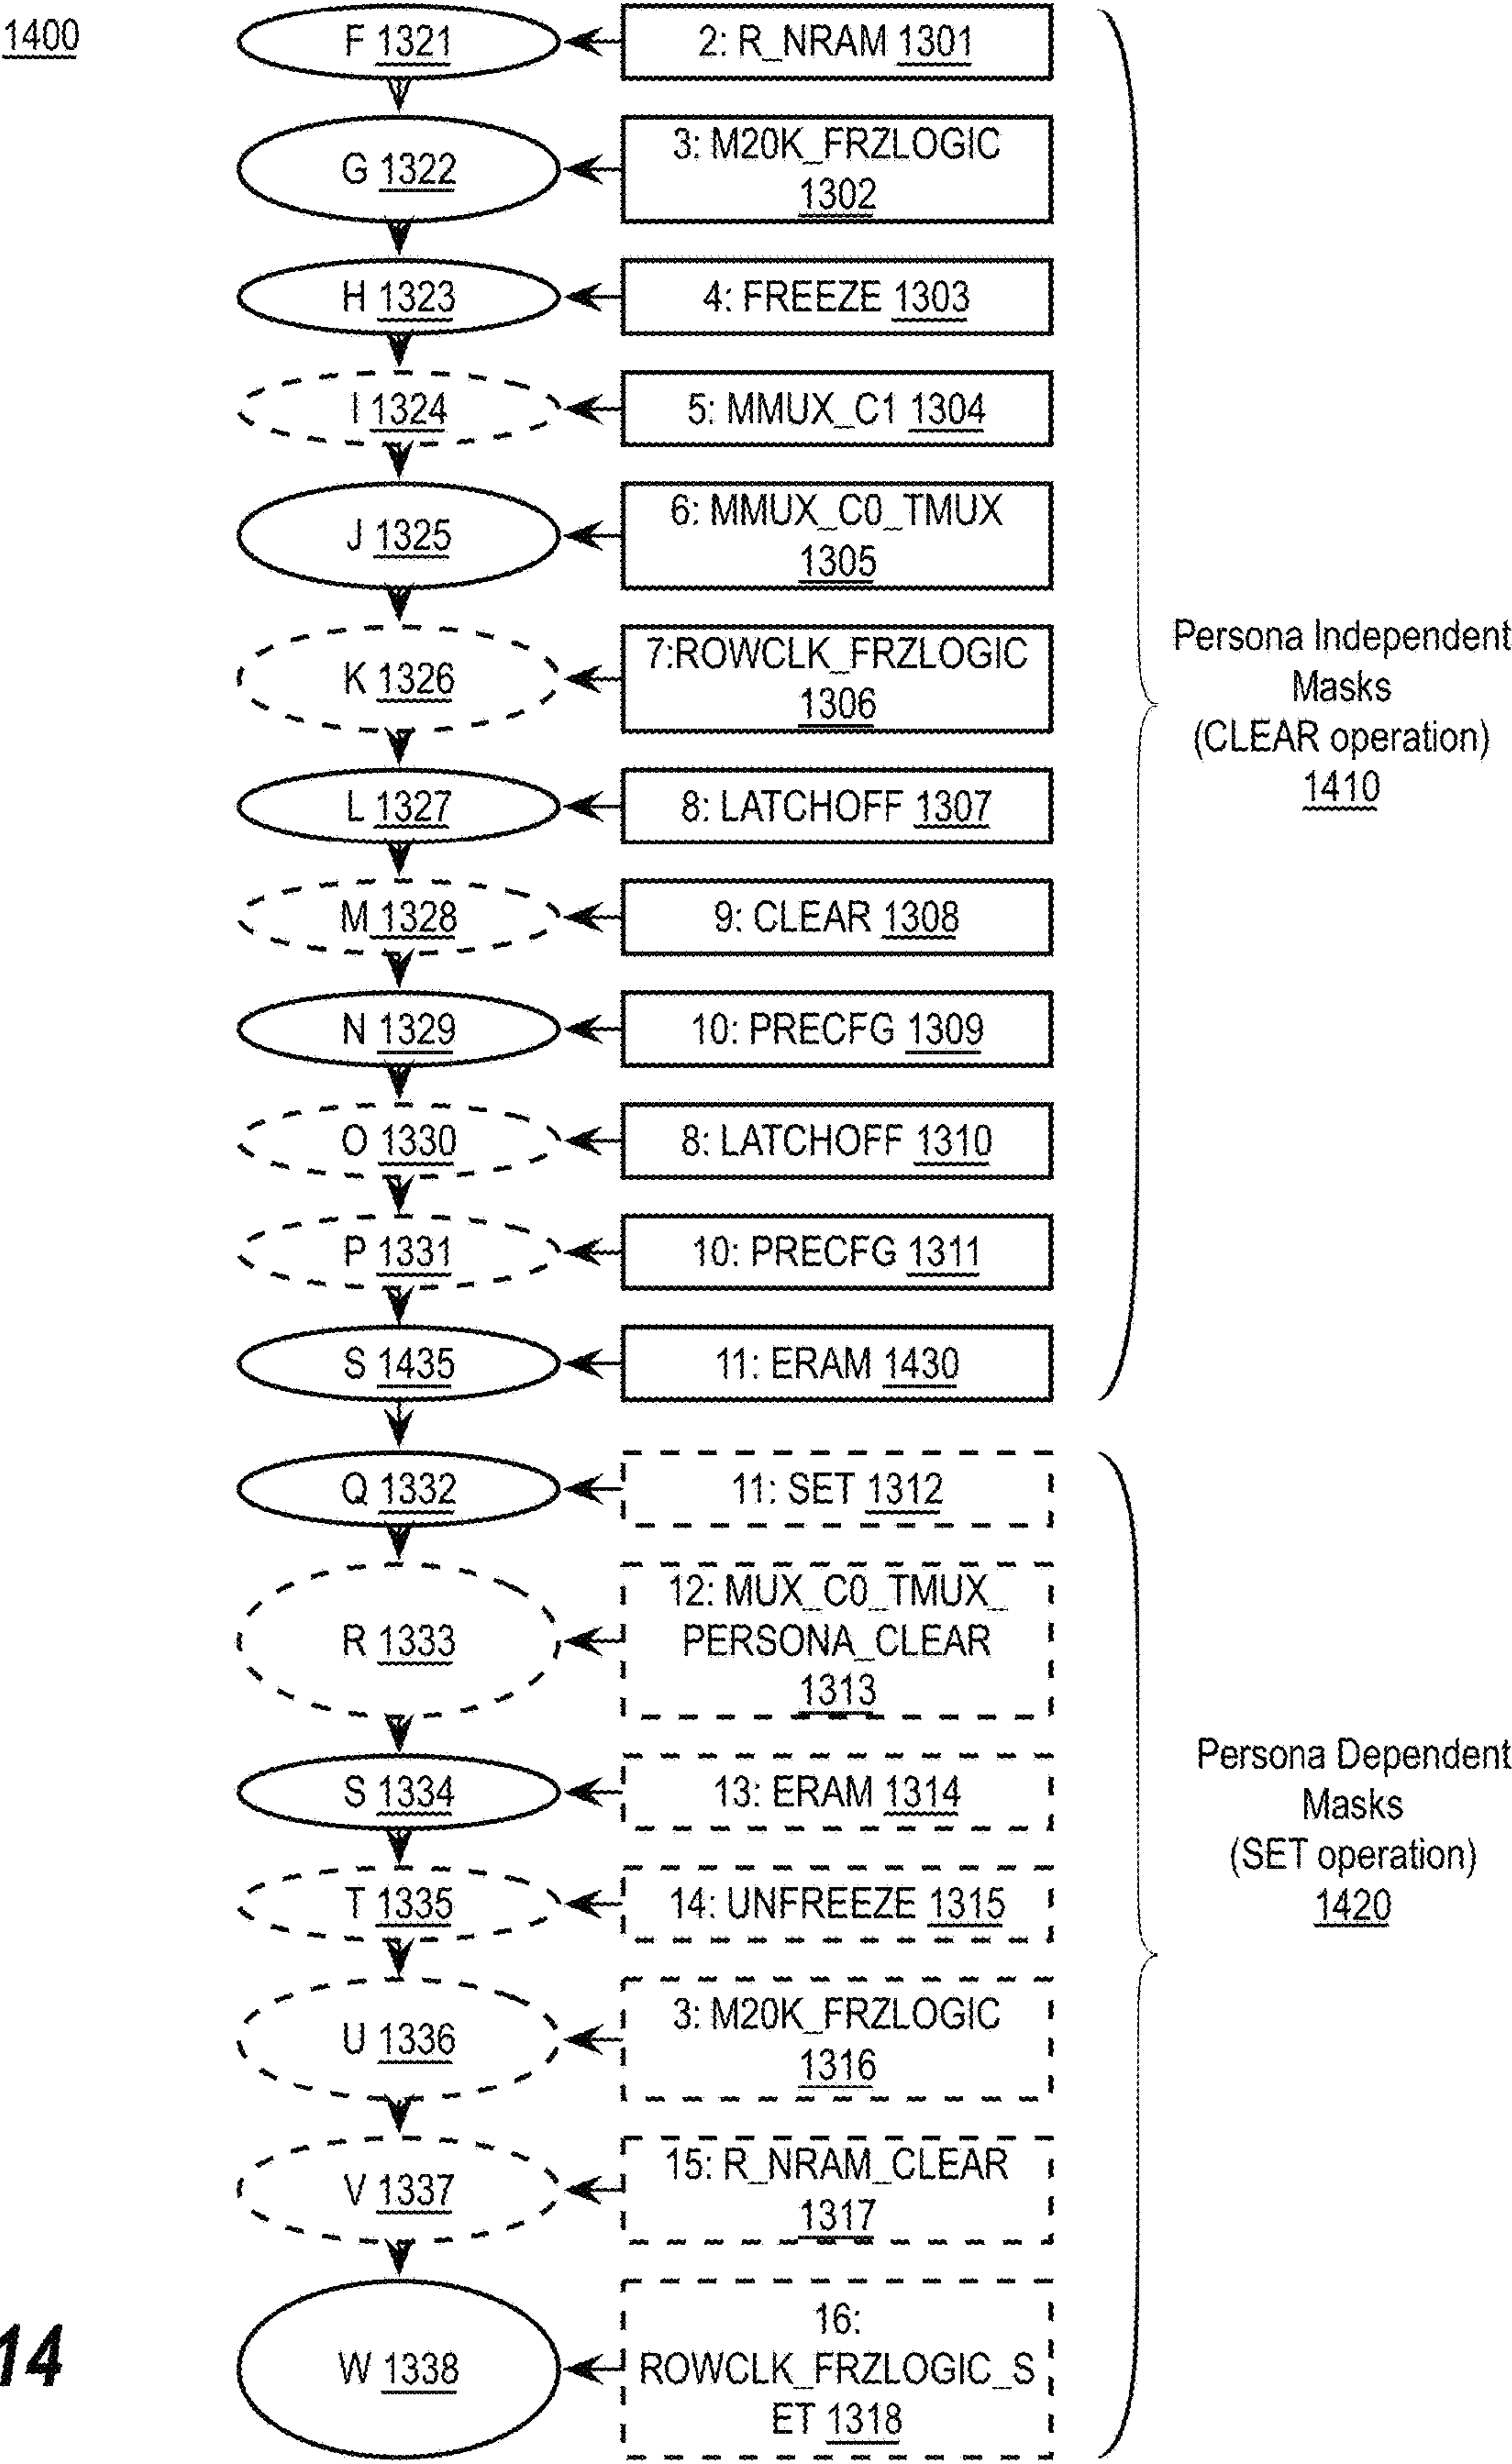 1400
F 1321
2: R_NRAM 1301
G 1322
3: M20K_FRZLOGIC
1302
H 1323
4: FREEZE 1303
I 1324
5: MMUX_C1 1304
J 1325
6: MMUX_C0_TMUX
1305
K 1326
7:ROWCLK_FRZLOGIC
1306
L 1327
8: LATCHOFF 1307
M 1328
9: CLEAR 1308
N 1329
10: PRECFG 1309
O 1330
8: LATCHOFF 1310
P 1331
10: PRECFG 1311
S 1435
11: ERAM 1430
Persona Independent
Masks
(CLEAR operation)
1410
Q 1332
11: SET 1312
R 1333
12: MUX_C0_TMUX_
PERSONA_CLEAR
1313
S 1334
13: ERAM 1314
T 1335
14: UNFREEZE 1315
U 1336
3: M20K_FRZLOGIC
1316
V 1337
15: R_NRAM_CLEAR
1317
W 1338
16:
ROWCLK_FRZLOGIC_S
ET 1318
Persona Dependent
Masks
(SET operation)
1420
14